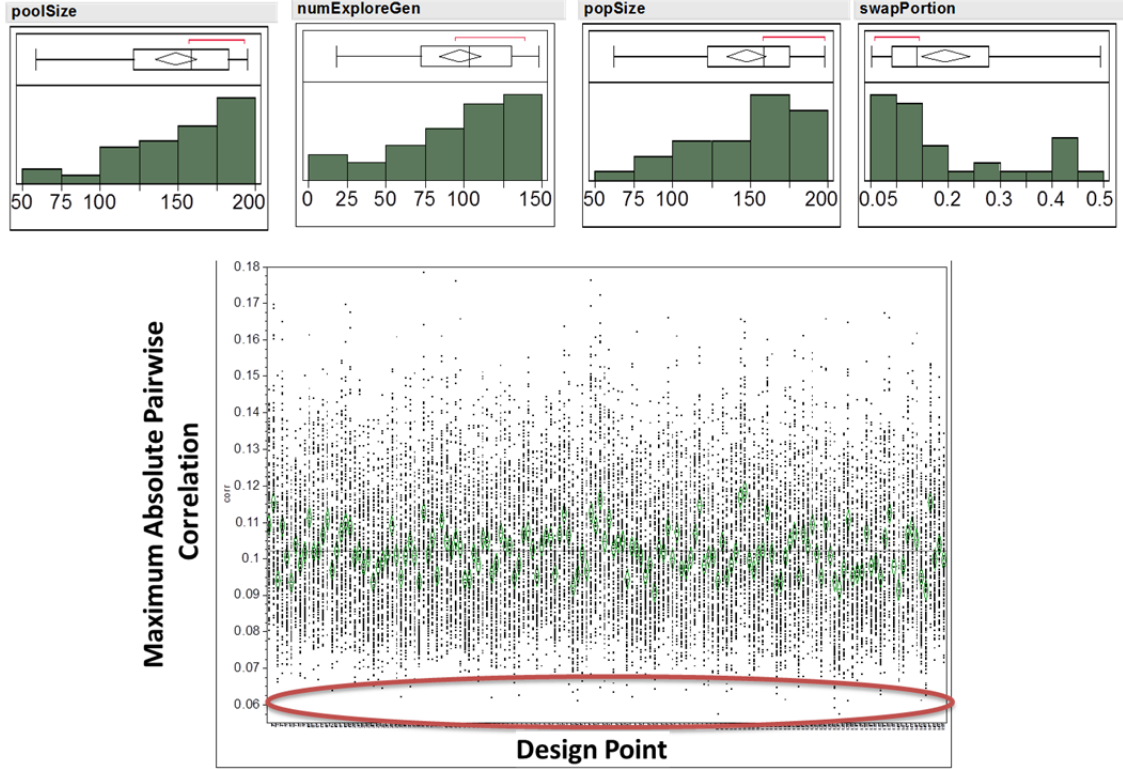 poolSize
numExploreGen
popSize
swapPortion
50 75 100 150 200
0 25 50 75 100 150
50 75 100 150 200
0.05 0.2 0.3 0.4 0.5
0.18
0.17
0.16
0.15
0.14
0.13
0.12
0.11
0.1
0.09
0.08
0.07
0.06
Maximum Absolute Pairwise
Correlation
corr
Design Point